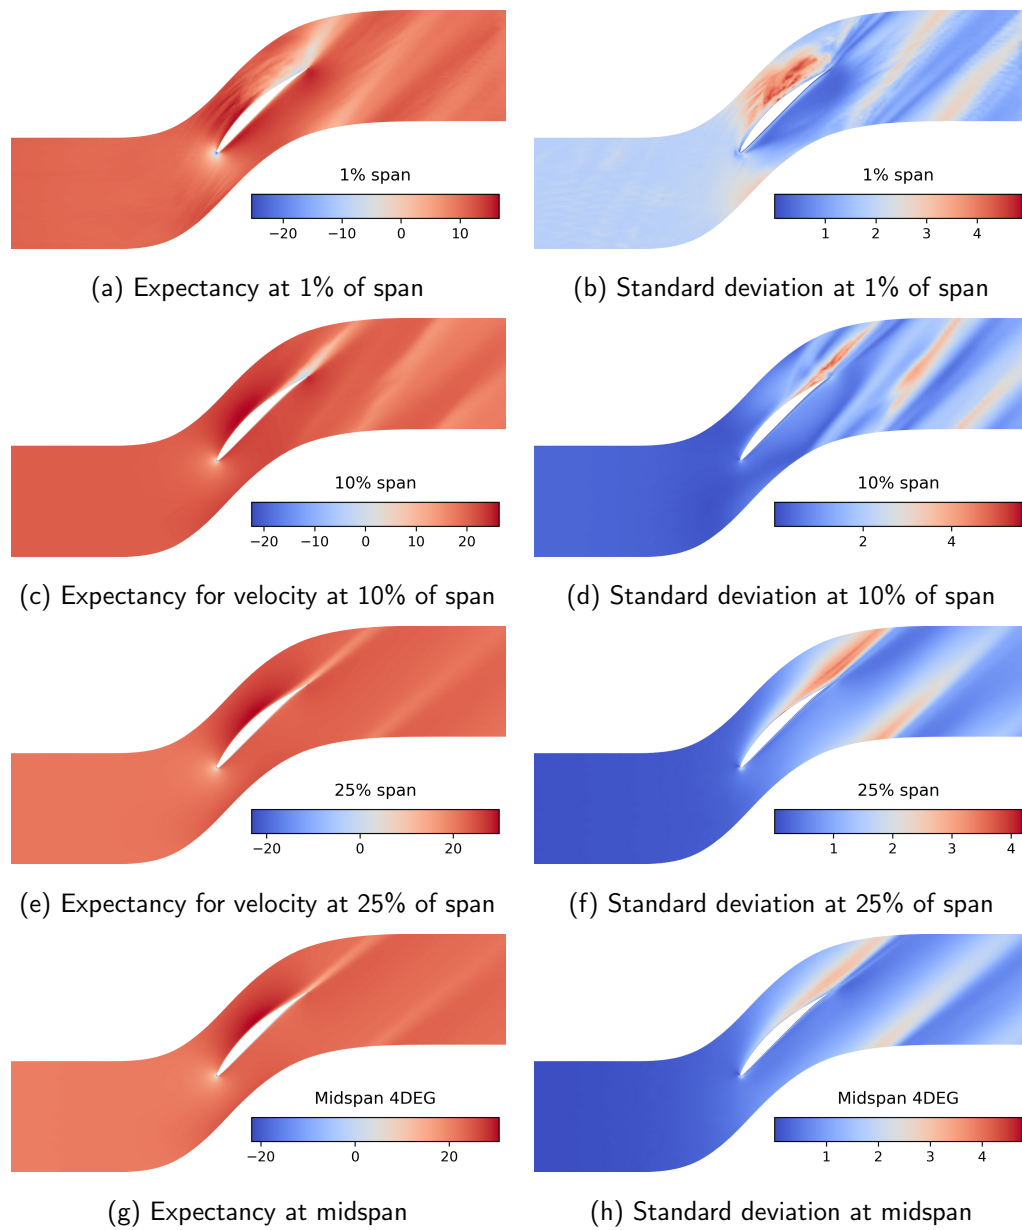 1% span
−20 −10 0 10
1% span
1 2 3 4
(a) Expectancy at 1% of span
(b) Standard deviation at 1% of span
10% span
−20 −10 0 10 20
10% span
2 4
(c) Expectancy for velocity at 10% of span
(d) Standard deviation at 10% of span
25% span
−20 0 20
25% span
1 2 3 4
(e) Expectancy for velocity at 25% of span
(f) Standard deviation at 25% of span
Midspan 4DEG
−20 0 20
Midspan 4DEG
1 2 3 4
(g) Expectancy at midspan
(h) Standard deviation at midspan